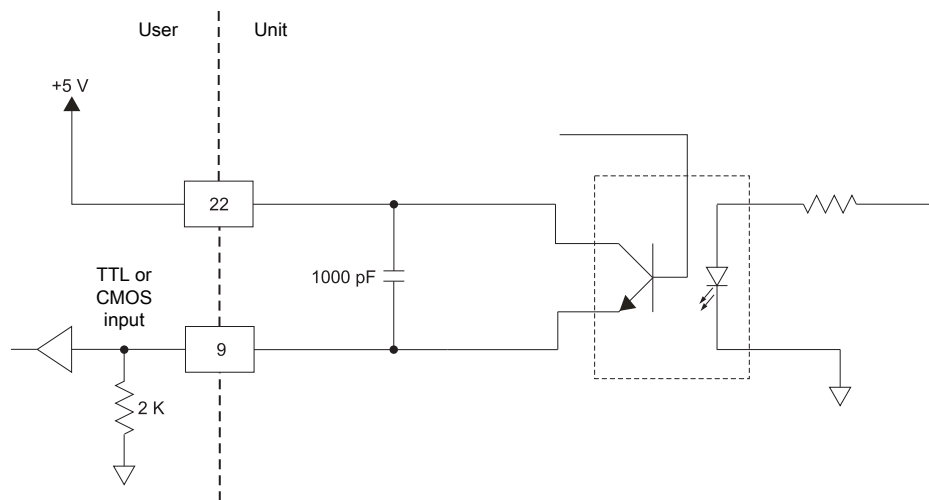 User
Unit
+5 V
22
1000 pF
TTL or
CMOS
input
9
2 K